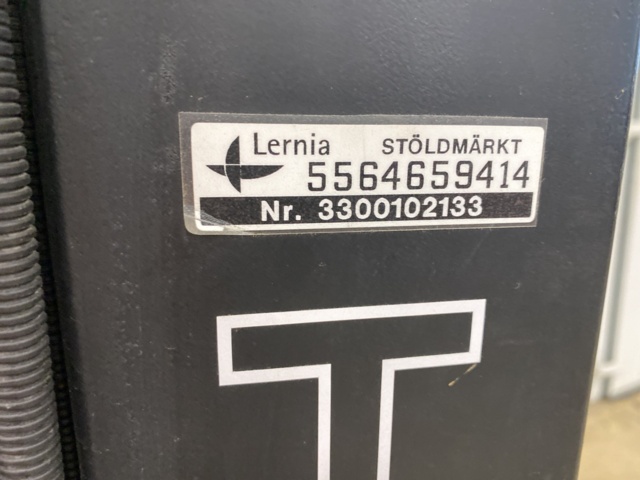 Lernia STÖLDMÄRKT
5564659414
Nr. 3300102133
T